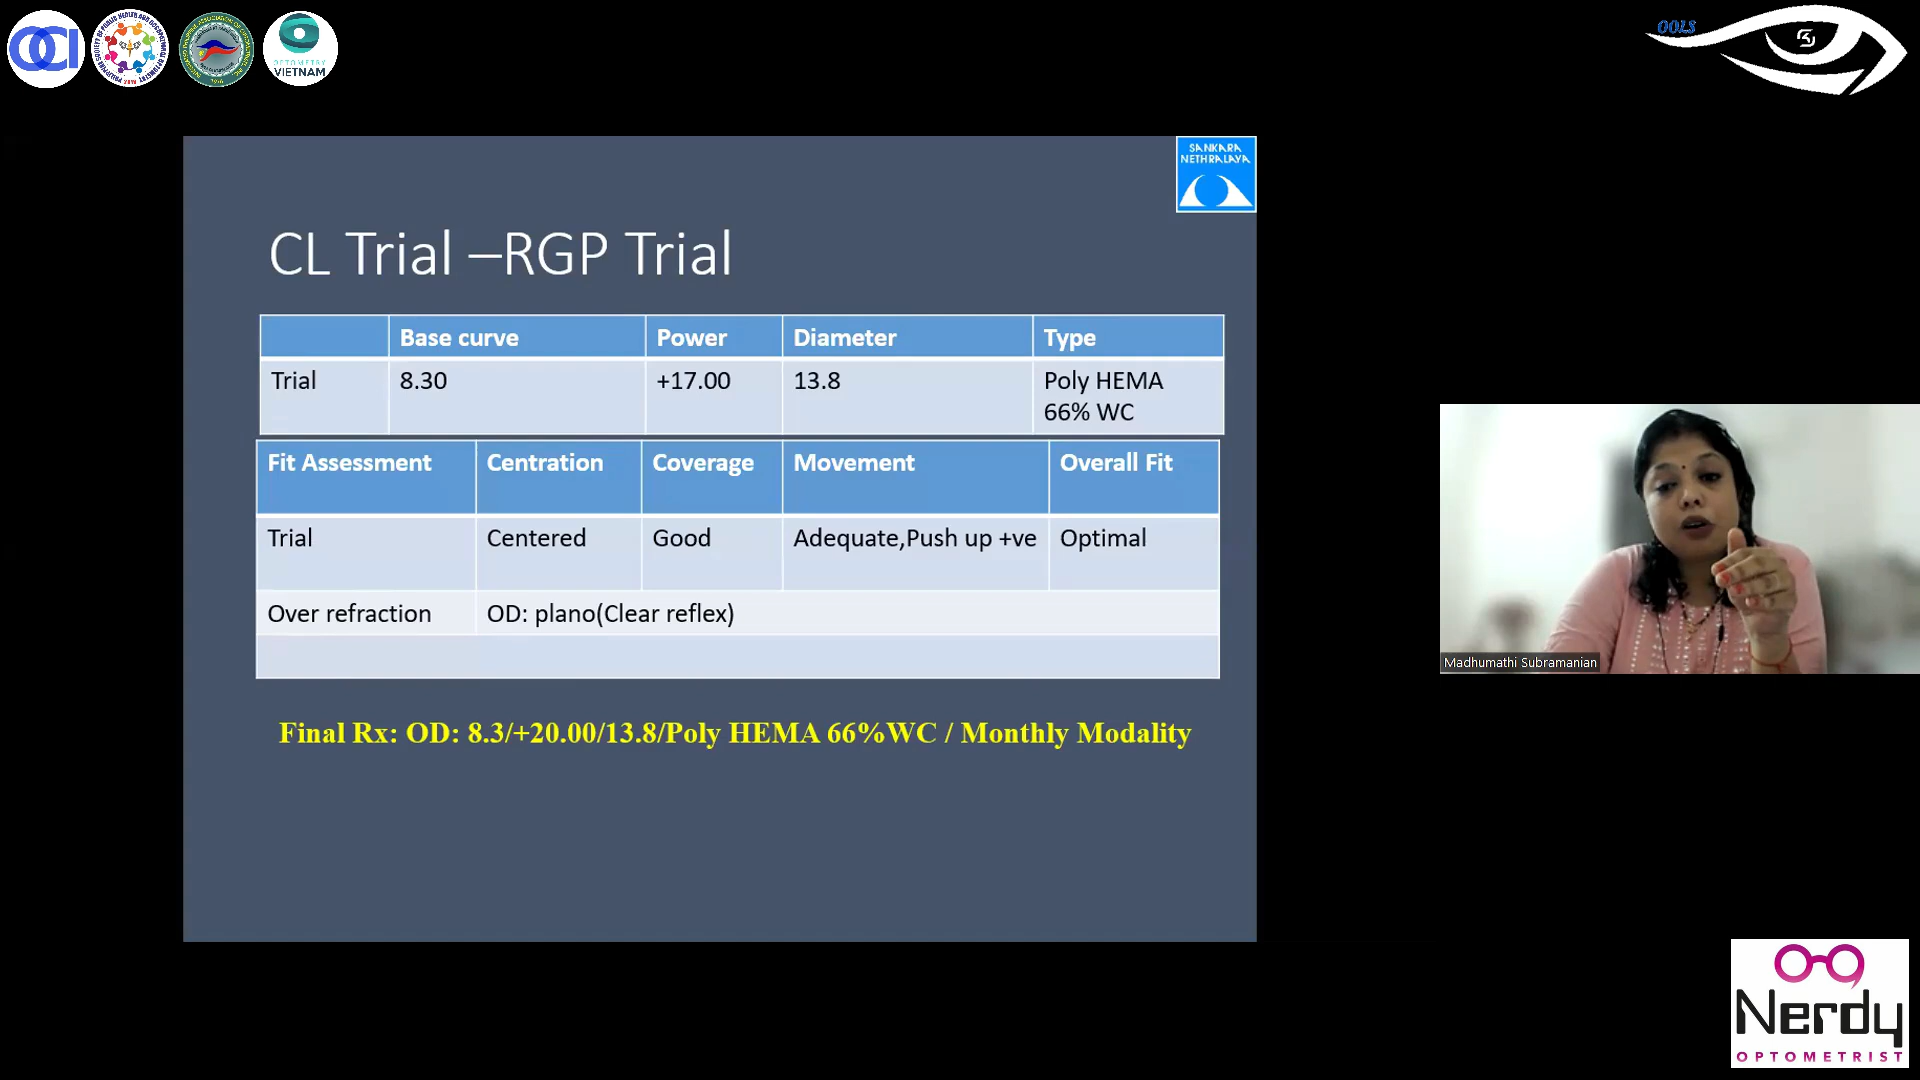 OCI
OPTOMETRY
VIETNAM
OOLS
SANKARA
NETHRALAYA
CL Trial –RGP Trial
Base curve Power Diameter Type
Trial 8.30 +17.00 13.8 Poly HEMA
66% WC
Fit Assessment Centration Coverage Movement Overall Fit
Trial Centered Good Adequate,Push up +ve Optimal
Over refraction OD: plano(Clear reflex)
Final Rx: OD: 8.3/+20.00/13.8/Poly HEMA 66%WC / Monthly Modality
Madhumathi Subramanian
Nerdy
OPTOMETRIST